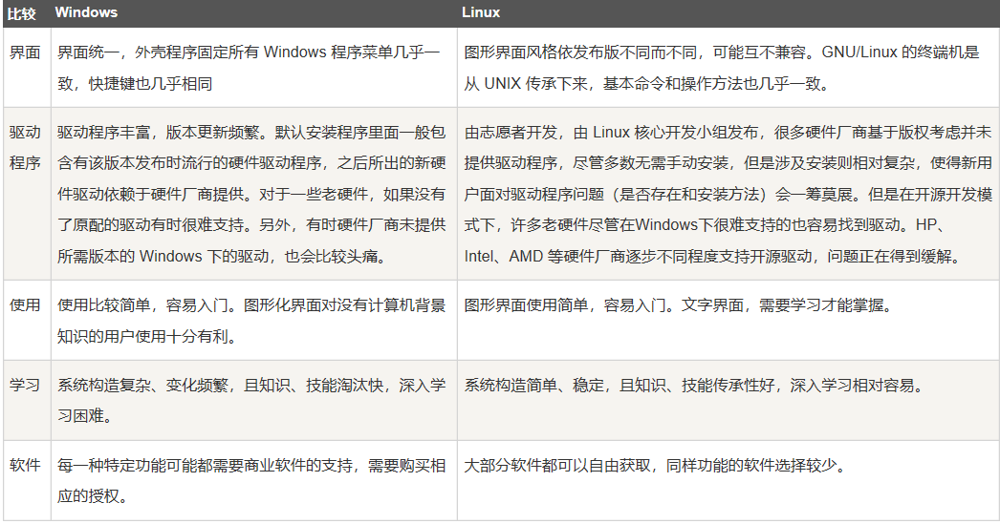 比较 Windows Linux
界面 界面统一，外壳程序固定所有 Windows 程序菜单几乎一
致，快捷键也几乎相同
图形界面风格依发布版不同而不同，可能互不兼容。GNU/Linux 的终端机是
从 UNIX 传承下来，基本命令和操作方法也几乎一致。
驱动
程序
驱动程序丰富，版本更新频繁。默认安装程序里面一般包
含有该版本发布时流行的硬件驱动程序，之后所出的新硬
件驱动依赖于硬件厂商提供。对于一些老硬件，如果没有
了原配的驱动有时很难支持。另外，有时硬件厂商未提供
所需版本的 Windows 下的驱动，也会比较头痛。
由志愿者开发，由 Linux 核心开发小组发布，很多硬件厂商基于版权考虑并未
提供驱动程序，尽管多数无需手动安装，但是涉及安装则相对复杂，使得新用
户面对驱动程序问题（是否存在和安装方法）会一筹莫展。但是在开源开发模
式下，许多老硬件尽管在Windows下很难支持的也容易找到驱动。HP、
Intel、AMD 等硬件厂商逐步不同程度支持开源驱动，问题正在得到缓解。
使用 使用比较简单，容易入门。图形化界面对没有计算机背景
知识的用户使用十分有利。
图形界面使用简单，容易入门。文字界面，需要学习才能掌握。
学习 系统构造复杂、变化频繁，且知识、技能淘汰快，深入学
习困难。
系统构造简单、稳定，且知识、技能传承性好，深入学习相对容易。
软件 每一种特定功能可能都需要商业软件的支持，需要购买相
应的授权。
大部分软件都可以自由获取，同样功能的软件选择较少。